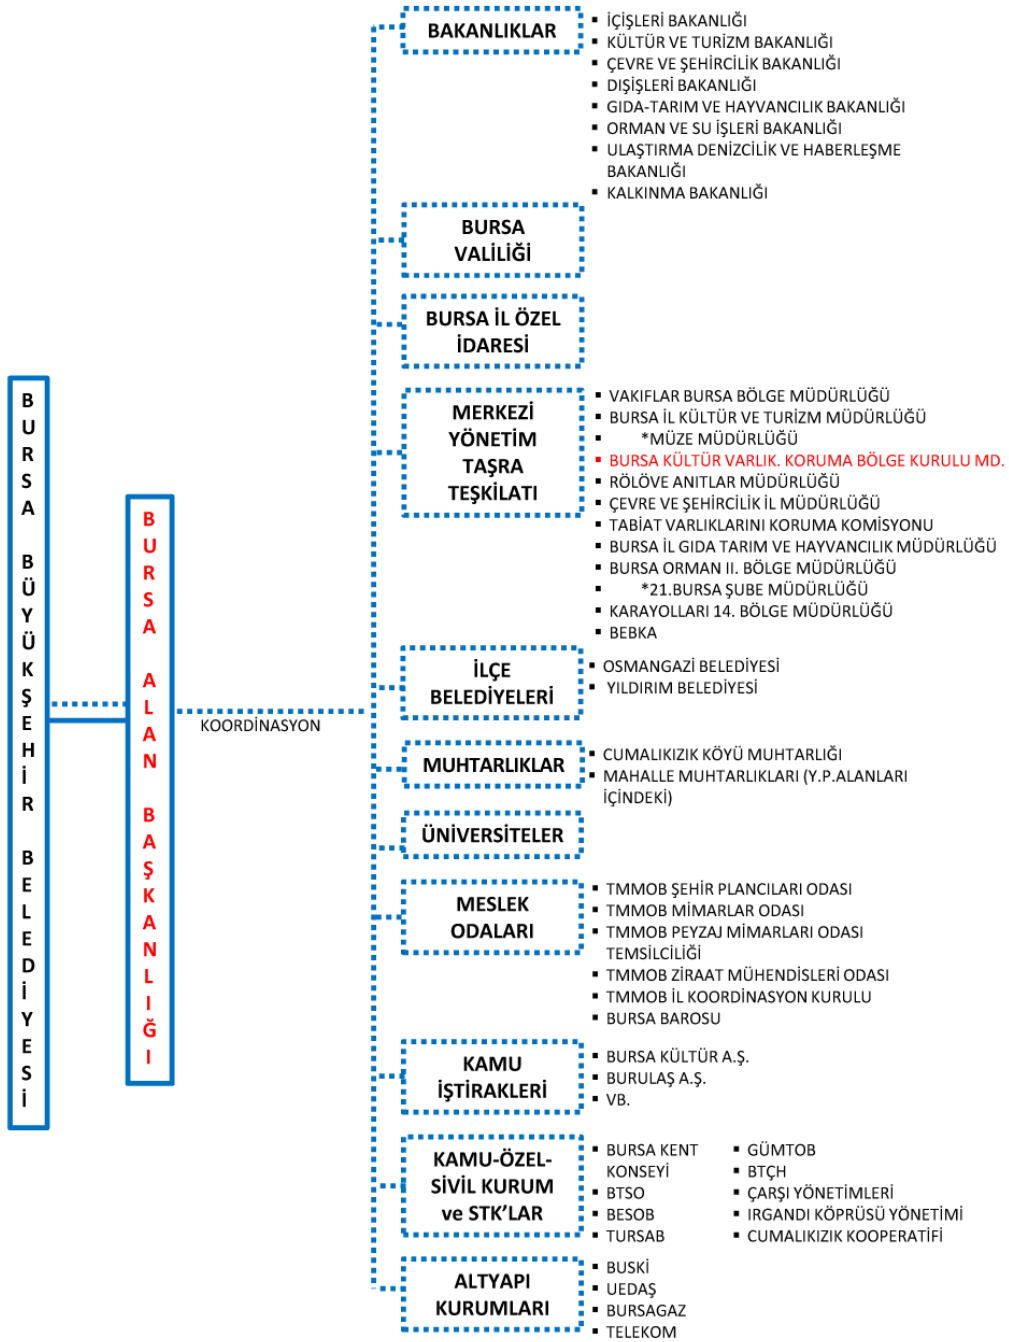 BURSA BÜYÜKŞEHİR BELEDİYESİ
BURSA ALAN BAŞKANLIĞI
KOORDİNASYON
BAKANLIKLAR
▪ İÇİŞLERİ BAKANLIĞI
▪ KÜLTÜR VE TURİZM BAKANLIĞI
▪ ÇEVRE VE ŞEHİRCİLİK BAKANLIĞI
▪ DIŞİŞLERİ BAKANLIĞI
▪ GIDA-TARIM VE HAYVANCILIK BAKANLIĞI
▪ ORMAN VE SU İŞLERİ BAKANLIĞI
▪ ULAŞTIRMA DENİZCİLİK VE HABERLEŞME
BAKANLIĞI
▪ KALKINMA BAKANLIĞI
BURSA
VALİLİĞİ
BURSA İL ÖZEL
İDARESİ
MERKEZİ
YÖNETİM
TAŞRA
TEŞKİLATI
▪ VAKIFLAR BURSA BÖLGE MÜDÜRLÜĞÜ
▪ BURSA İL KÜLTÜR VE TURİZM MÜDÜRLÜĞÜ
▪ *MÜZE MÜDÜRLÜĞÜ
▪ BURSA KÜLTÜR VARLIK. KORUMA BÖLGE KURULU MD.
▪ RÖLÖVE ANITLAR MÜDÜRLÜĞÜ
▪ ÇEVRE VE ŞEHİRCİLİK İL MÜDÜRLÜĞÜ
▪ TABİAT VARLIKLARINI KORUMA KOMİSYONU
▪ BURSA İL GIDA TARIM VE HAYVANCILIK MÜDÜRLÜĞÜ
▪ BURSA ORMAN II. BÖLGE MÜDÜRLÜĞÜ
▪ *21.BURSA ŞUBE MÜDÜRLÜĞÜ
▪ KARAYOLLARI 14. BÖLGE MÜDÜRLÜĞÜ
▪ BEBKA
İLÇE
BELEDİYELERİ
▪ OSMANGAZİ BELEDİYESİ
▪ YILDIRIM BELEDİYESİ
MUHTARLIKLAR
▪ CUMALIKIZIK KÖYÜ MUHTARLIĞI
▪ MAHALLE MUHTARLIKLARI (Y.P.ALANLARI
İÇİNDEKİ)
ÜNİVERSİTELER
MESLEK
ODALARI
▪ TMMOB ŞEHİR PLANCILARI ODASI
▪ TMMOB MİMARLAR ODASI
▪ TMMOB PEYZAJ MİMARLARI ODASI
TEMSİLCİLİĞİ
▪ TMMOB ZİRAAT MÜHENDİSLERİ ODASI
▪ TMMOB İL KOORDİNASYON KURULU
▪ BURSA BAROSU
KAMU
İŞTİRAKLERİ
▪ BURSA KÜLTÜR A.Ş.
▪ BURULAŞ A.Ş.
▪ VB.
KAMU-ÖZEL-
SİVİL KURUM
ve STK'LAR
▪ BURSA KENT
KONSEYİ
▪ BTSO
▪ BESOB
▪ TURSAB
▪ GÜMTOB
▪ BTÇH
▪ ÇARŞI YÖNETİMLERİ
▪ IRGANDI KÖPRÜSÜ YÖNETİMİ
▪ CUMALIKIZIK KOOPERATİFİ
ALTYAPI
KURUMLARI
▪ BUSKİ
▪ UEDAŞ
▪ BURSAGAZ
▪ TELEKOM